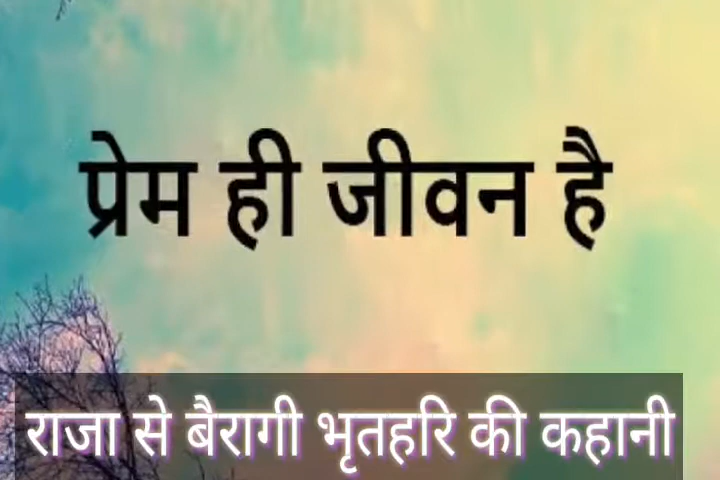 प्रेम ही जीवन है
राजा से बैरागी भृतहरि की कहानी